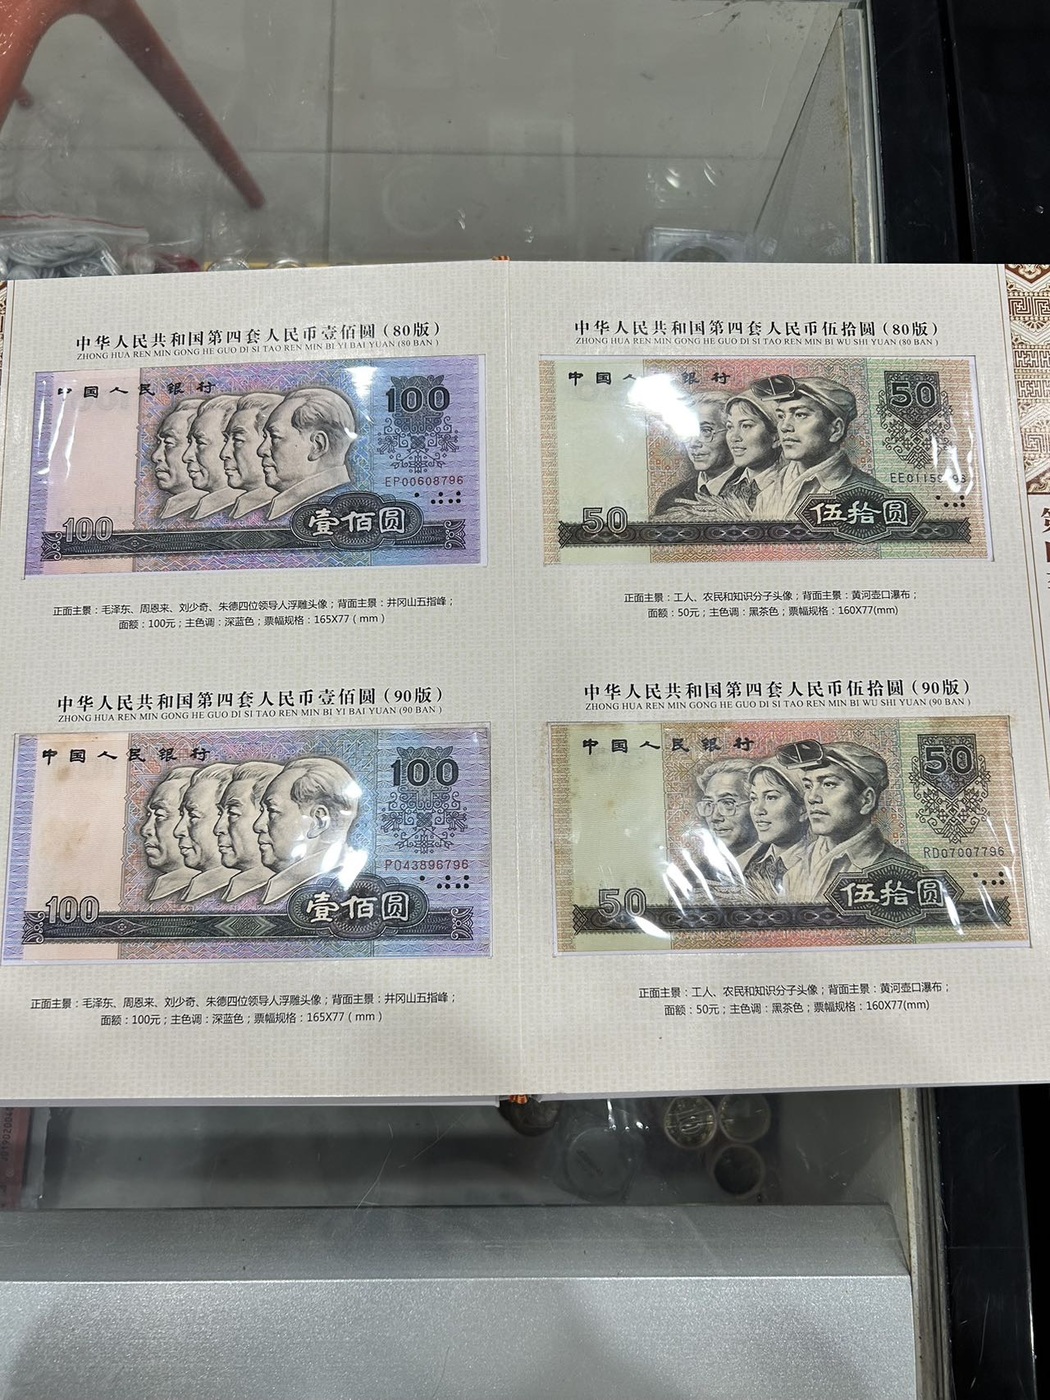 中华人民共和国第四套人民币壹佰圆（80版）
ZHONG HUA REN MIN GONG HE GUO DI SI TAO REN MIN BI YI BAI YUAN (80 BAN )
中国人民银行
100
EP00608796
100
壹佰圆
正面主景：毛泽东、周恩来、刘少奇、朱德四位领导人浮雕头像；背面主景：井冈山五指峰；
面额：100元；主色调：深蓝色；票幅规格：165X77（mm）
中华人民共和国第四套人民币伍拾圆（80版）
ZHONG HUA REN MIN GONG HE GUO DI SI TAO REN MIN BI WU SHI YUAN (80 BAN )
中国人民银行
50
50
伍拾圆
正面主景：工人、农民和知识分子头像；背面主景：黄河壶口瀑布；
面额：50元；主色调：黑茶色；票幅规格：160X77(mm)
中华人民共和国第四套人民币壹佰圆（90版）
ZHONG HUA REN MIN GONG HE GUO DI SI TAO REN MIN BI YI BAI YUAN (90 BAN )
中国人民银行
100
PD43896796
100
壹佰圆
正面主景：毛泽东、周恩来、刘少奇、朱德四位领导人浮雕头像；背面主景：井冈山五指峰；
面额：100元；主色调：深蓝色；票幅规格：165X77（mm）
中华人民共和国第四套人民币伍拾圆（90版）
ZHONG HUA REN MIN GONG HE GUO DI SI TAO REN MIN BI WU SHI YUAN (90 BAN )
中国人民银行
50
RD07007796
50
伍拾圆
正面主景：工人、农民和知识分子头像；背面主景：黄河壶口瀑布；
面额：50元；主色调：黑茶色；票幅规格：160X77(mm)